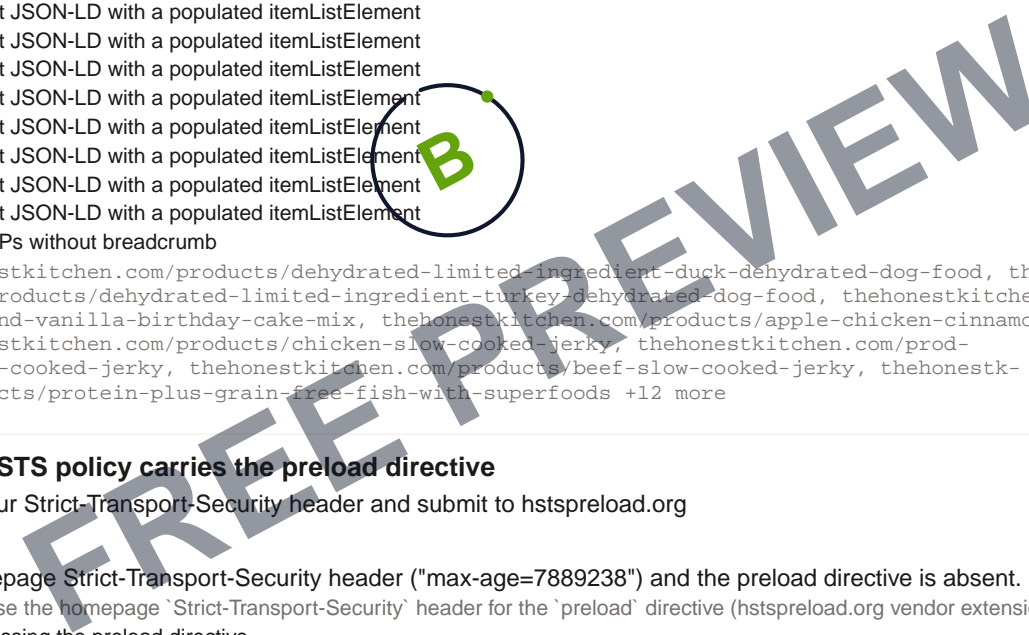 t JSON-LD with a populated itemListElement
t JSON-LD with a populated itemListElement
t JSON-LD with a populated itemListElement
t JSON-LD with a populated itemListElement
t JSON-LD with a populated itemListElement
t JSON-LD with a populated itemListElement
t JSON-LD with a populated itemListElement
t JSON-LD with a populated itemListElement
B
Ps without breadcrumb
stkitchen.com/products/dehydrated-limited-ingredient-duck-dehydrated-dog-food, th
roducts/dehydrated-limited-ingredient-turkey-dehydrated-dog-food, thehonestkitche
nd-vanilla-birthday-cake-mix, thehonestkitchen.com/products/apple-chicken-cinnamo
stkitchen.com/products/chicken-slow-cooked-jerky, thehonestkitchen.com/prod-
-cooked-jerky, thehonestkitchen.com/products/beef-slow-cooked-jerky, thehonestk-
cts/protein-plus-grain-free-fish-with-superfoods +12 more
STS policy carries the preload directive
ur Strict-Transport-Security header and submit to hstspreload.org
epage Strict-Transport-Security header ("max-age=7889238") and the preload directive is absent.
se the homepage `Strict-Transport-Security` header for the `preload` directive (hstspreload.org vendor extensi
ssing the preload directive
FREE PREVIEW